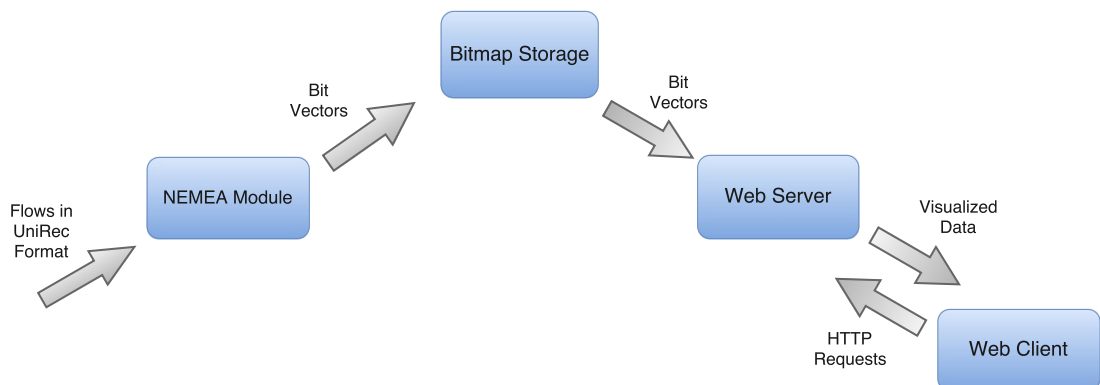 Flows in
UniRec
Format
NEMEA Module
Bit
Vectors
Bitmap Storage
Bit
Vectors
Web Server
Visualized
Data
HTTP
Requests
Web Client